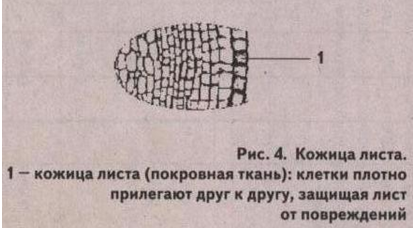 1
Рис. 4. Кожица листа.
1 – кожица листа (покровная ткань): клетки плотно
прилегают друг к другу, защищая лист
от повреждений